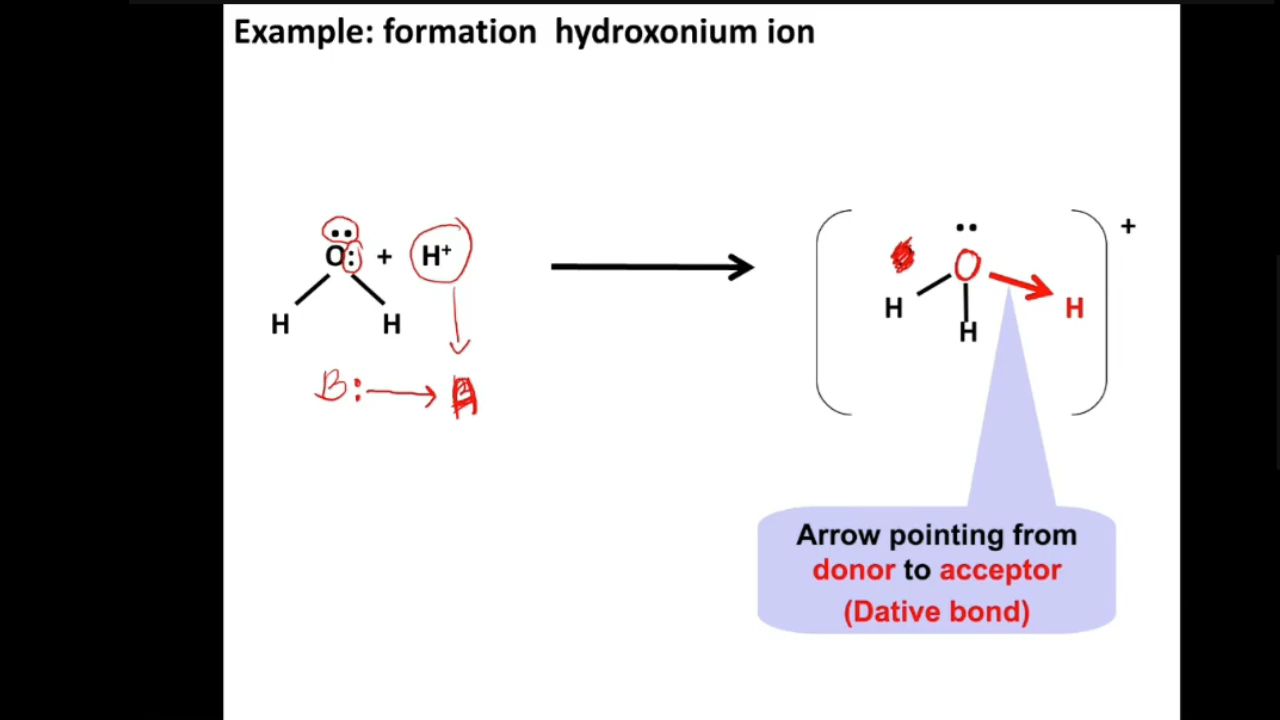 Example: formation hydroxonium ion
O: + H⁺
H H
B: → A
O
H H
H
+
Arrow pointing from
donor to acceptor
(Dative bond)